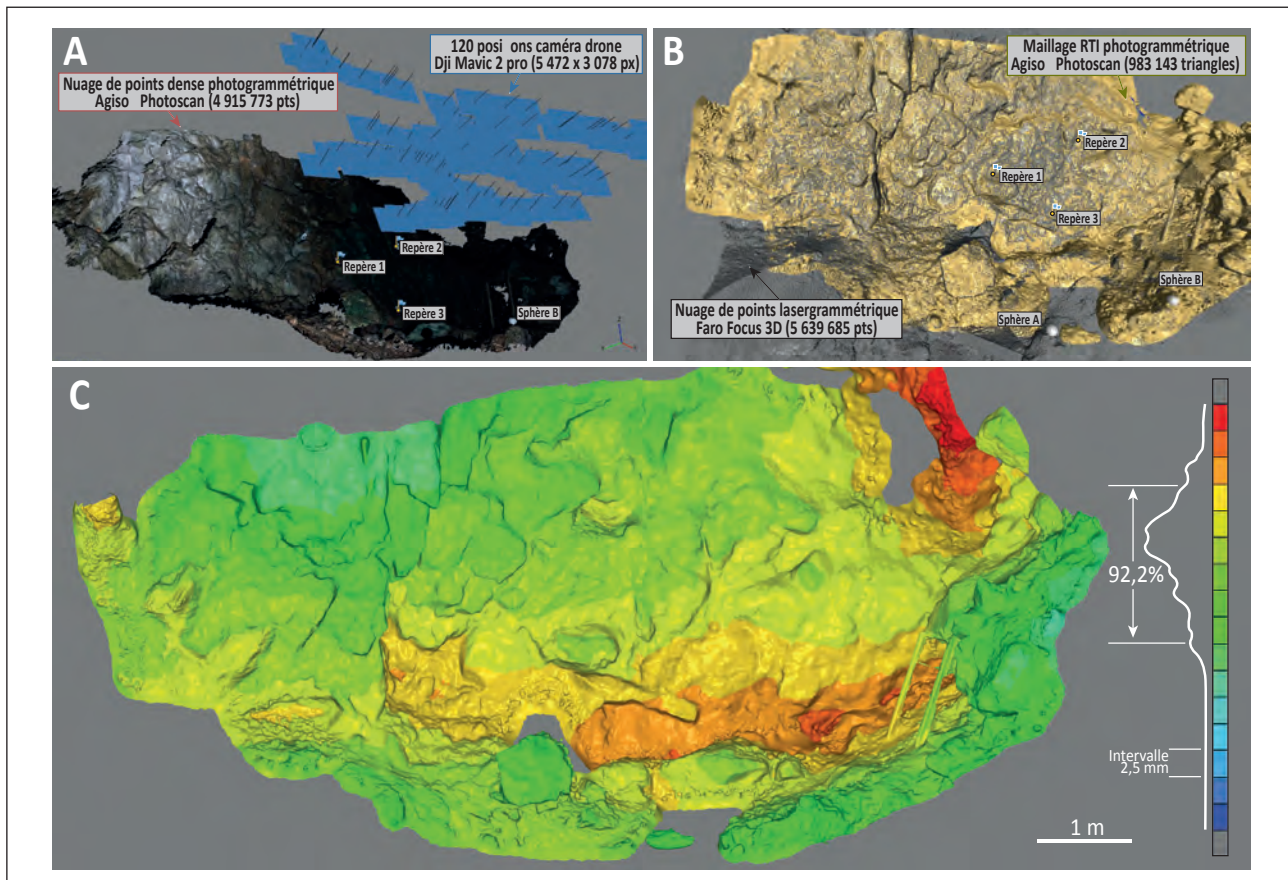 A
120 posi ons caméra drone
Dji Mavic 2 pro (5 472 x 3 078 px)
Nuage de points dense photogrammétrique
Agiso Photoscan (4 915 773 pts)
Repère 2
Repère 1
Repère 3
Sphère B
z
B
Maillage RTI photogrammétrique
Agiso Photoscan (983 143 triangles)
Repère 2
Repère 1
Repère 3
Sphère B
Nuage de points lasergrammétrique
Faro Focus 3D (5 639 685 pts)
Sphère A
C
92,2%
Intervalle
2,5 mm
1 m